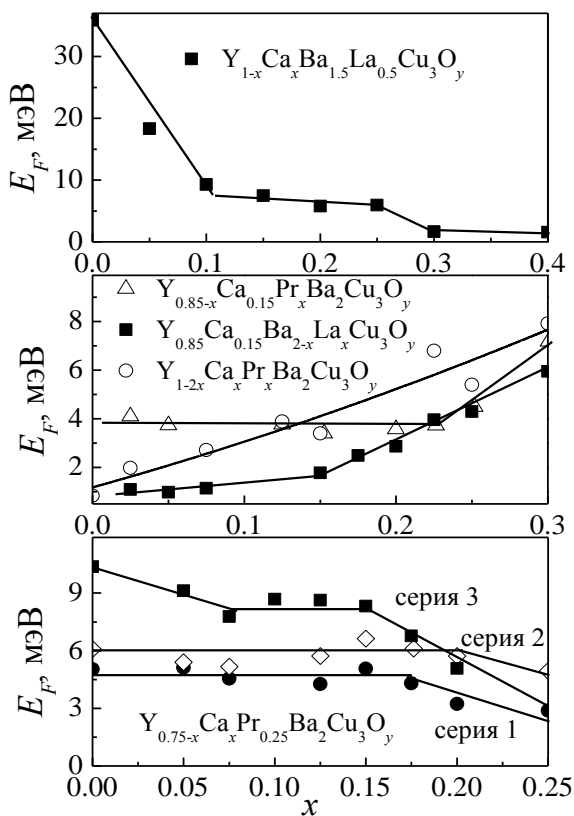 ■ Y1-xCaxBa1.5La0.5Cu3Oy
EF, мэВ
30
20
10
0
0.0 0.1 0.2 0.3 0.4
△ Y0.85-xCa0.15PrxBa2Cu3Oy
■ Y0.85Ca0.15Ba2-xLaxCu3Oy
○ Y1-2xCaxPrxBa2Cu3Oy
EF, мэВ
8
6
4
2
0.0 0.1 0.2 0.3
EF, мэВ
9
6
3
0
серия 3
серия 2
серия 1
Y0.75-xCaxPr0.25Ba2Cu3Oy
0.00 0.05 0.10 0.15 0.20 0.25
x